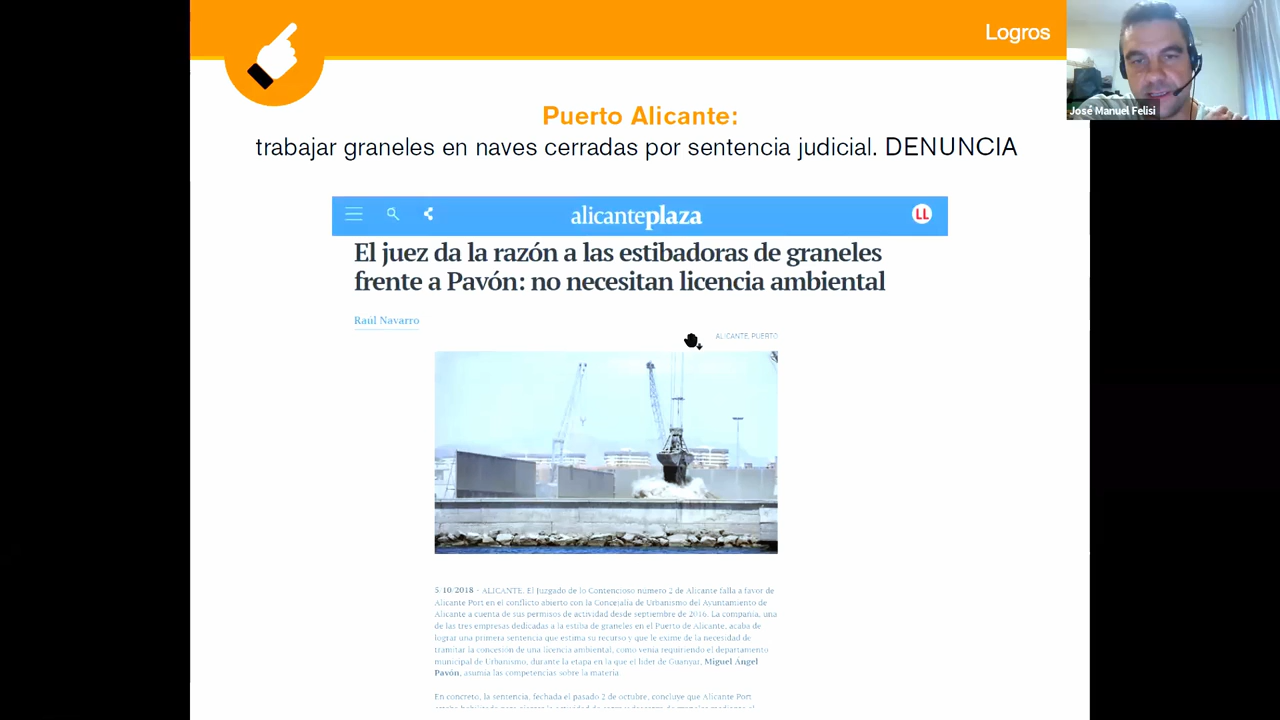 Logos
José Manuel Felisi
Puerto Alicante:
trabajar graneles en naves cerradas por sentencia judicial. DENUNCIA
alicanteplaza
LL
El juez da la razón a las estibadoras de graneles
frente a Pavón: no necesitan licencia ambiental
Raúl Navarro
ALICANTE, PUERTO
5/10/2018 - ALICANTE. El Juzgado de lo Contencioso número 2 de Alicante falla a favor de
Alicante Port en el conflicto abierto con la Concejalía de Urbanismo del Ayuntamiento de
Alicante a cuenta de sus permisos de actividad desde septiembre de 2016. La compañía, una
de las tres empresas dedicadas a la estiba de graneles en el Puerto de Alicante, acaba de
lograr una primera sentencia que estima su recurso y que le exime de la necesidad de
tramitar la concesión de una licencia ambiental, como venía requiriendo el departamento
municipal de Urbanismo, durante la etapa en la que el líder de Guanyar, Miguel Ángel
Pavón, asumía las competencias sobre la materia.
En concreto, la sentencia, fechada el pasado 2 de octubre, concluye que Alicante Port